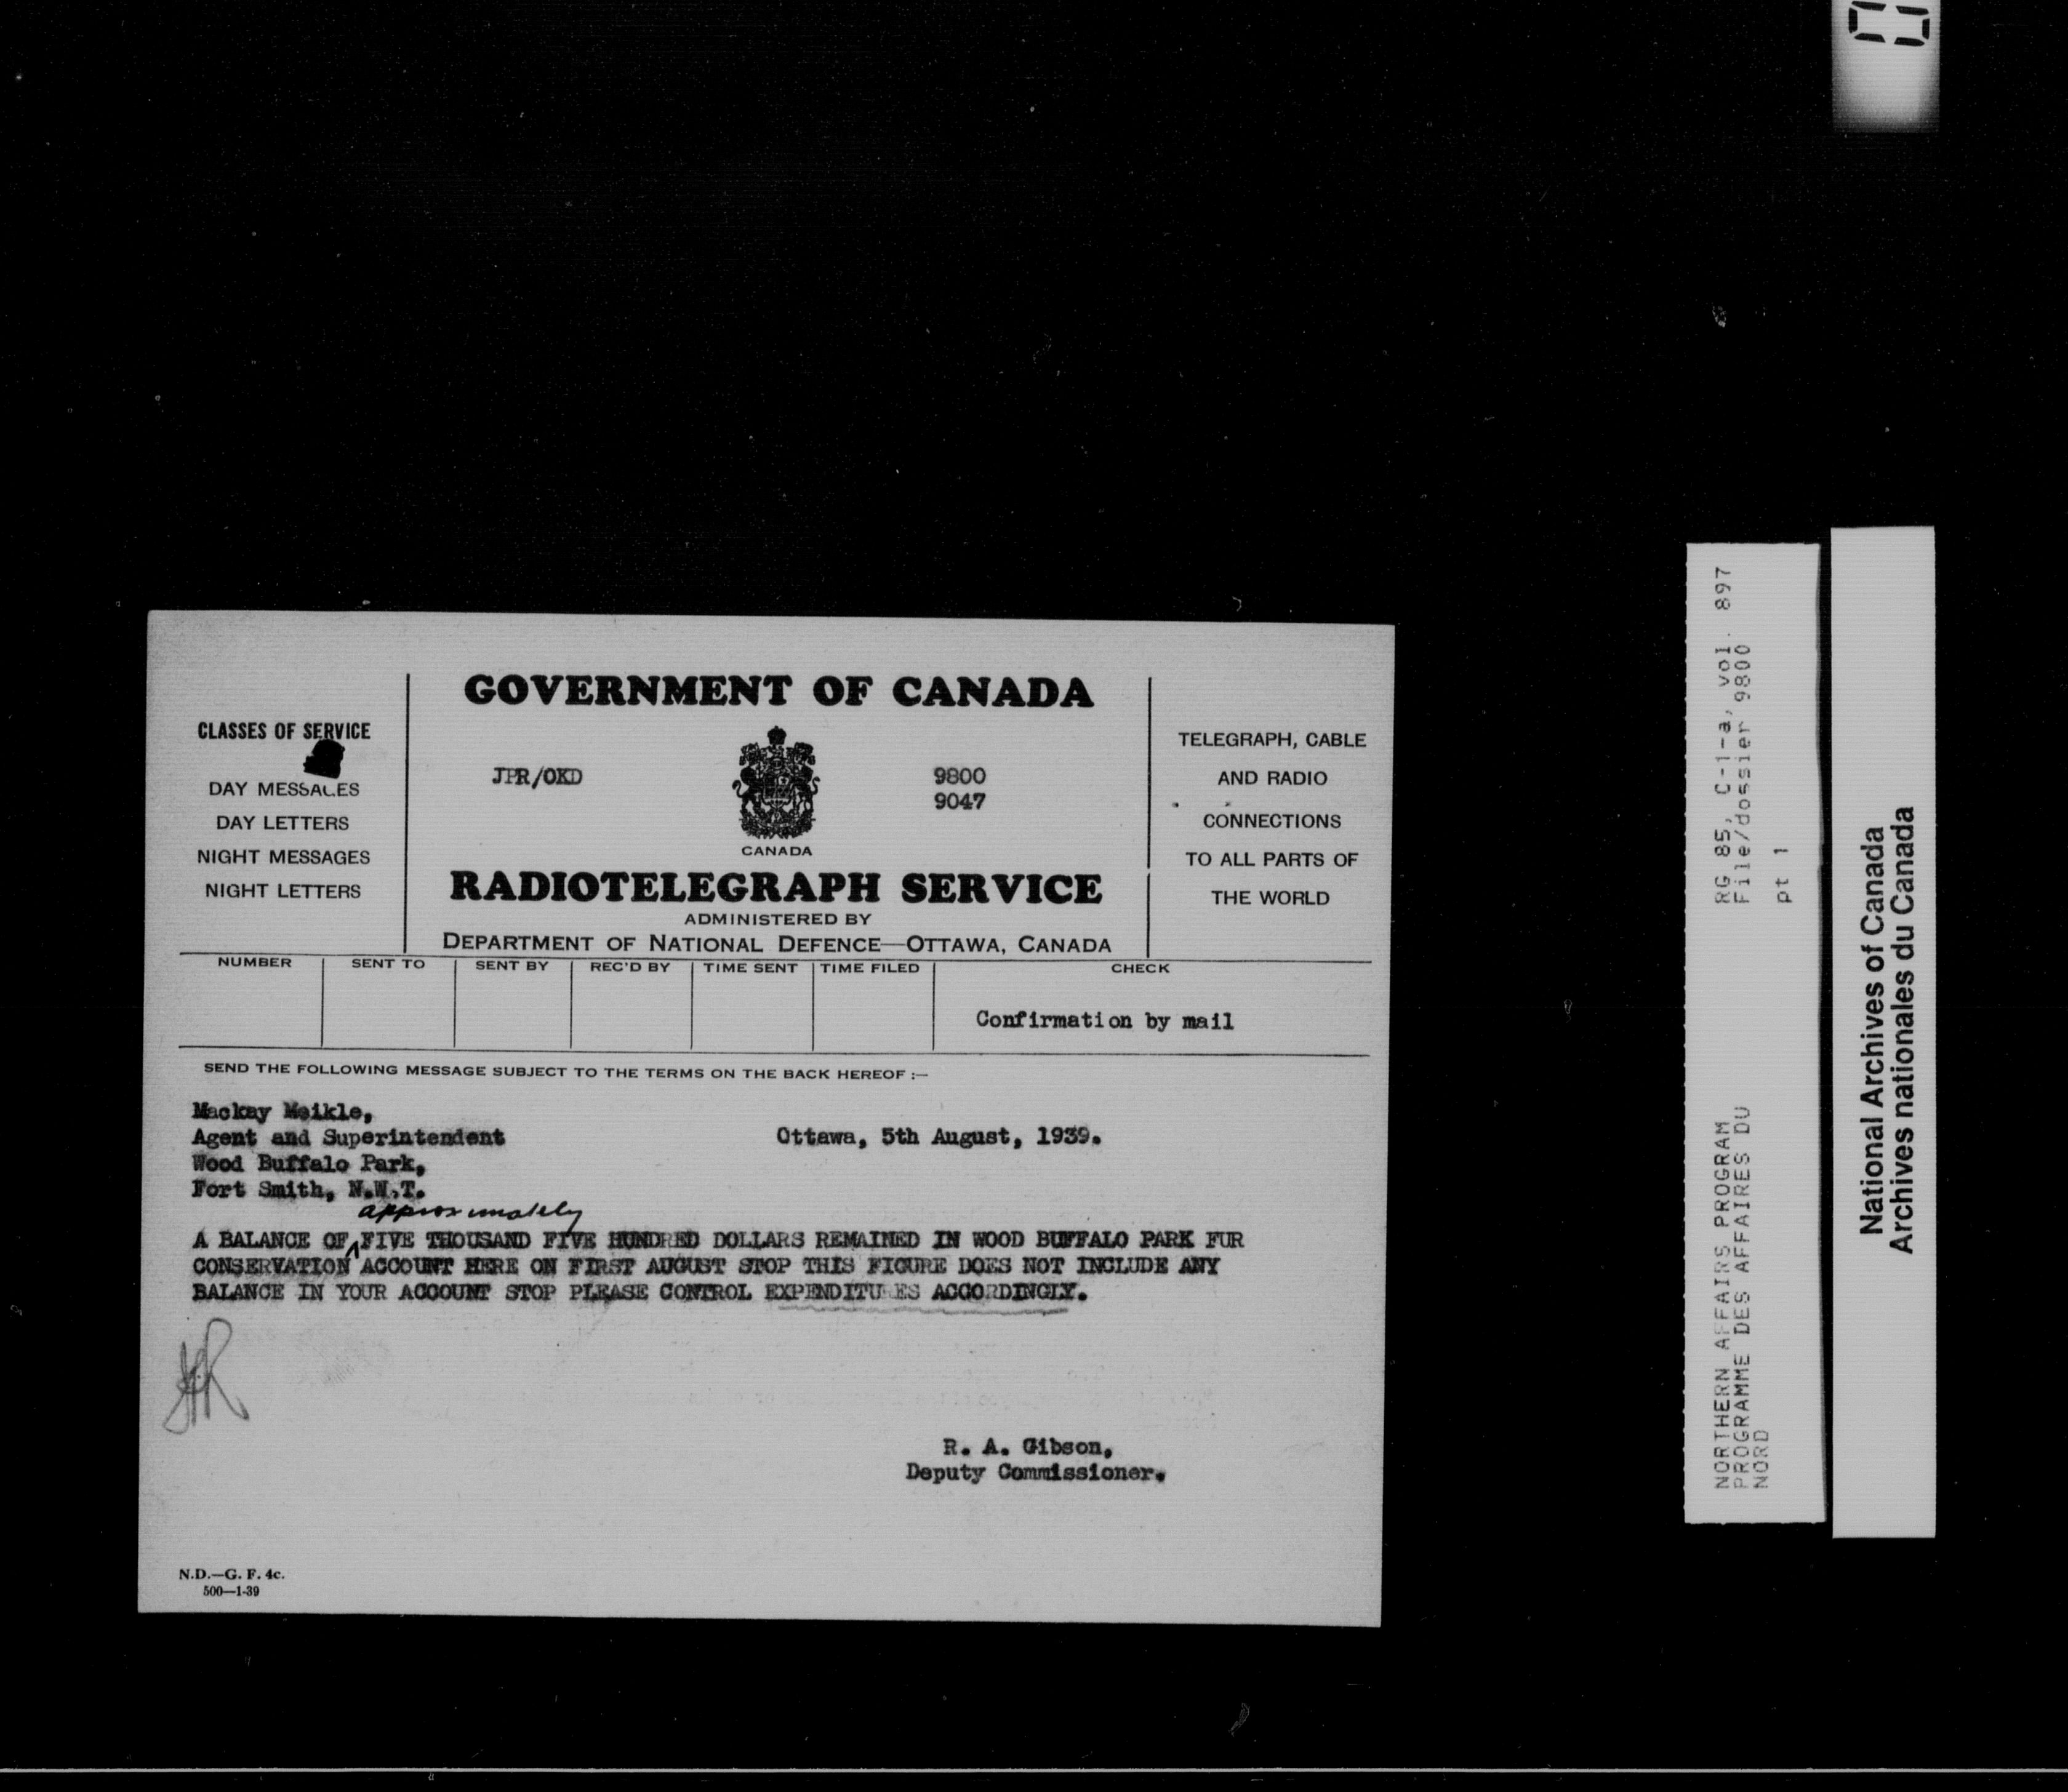 GOVERNMENT OF CANADA
CLASSES OF SERVICE
DAY MESSAGES
DAY LETTERS
NIGHT MESSAGES
NIGHT LETTERS
JPR/OKD
9800
9047
CANADA
RADIOTELEGRAPH SERVICE
ADMINISTERED BY
DEPARTMENT OF NATIONAL DEFENCE—OTTAWA, CANADA
TELEGRAPH, CABLE
AND RADIO
CONNECTIONS
TO ALL PARTS OF
THE WORLD
NUMBER SENT TO SENT BY REC'D BY TIME SENT TIME FILED CHECK
Confirmation by mail
SEND THE FOLLOWING MESSAGE SUBJECT TO THE TERMS ON THE BACK HEREOF :—
Mackay Meikle,
Agent and Superintendent
Wood Buffalo Park,
Fort Smith, N.W.T.
Ottawa, 5th August, 1939.
approximately
A BALANCE OF FIVE THOUSAND FIVE HUNDRED DOLLARS REMAINED IN WOOD BUFFALO PARK FUR
CONSERVATION ACCOUNT HERE ON FIRST AUGUST STOP THIS FIGURE DOES NOT INCLUDE ANY
BALANCE IN YOUR ACCOUNT STOP PLEASE CONTROL EXPENDITURES ACCORDINGLY.
R. A. Gibson,
Deputy Commissioner.
N.D.—G. F. 4c.
500—1-39
RG 85, C-1-a, vol. 897
File/dossier 9800
pt 1
NORTHERN AFFAIRS PROGRAM
PROGRAMME DES AFFAIRES DU
NORD
National Archives of Canada
Archives nationales du Canada